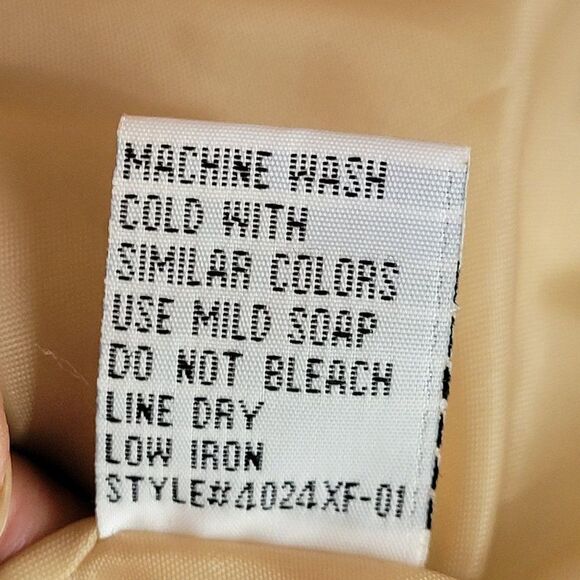 MACHINE WASH
COLD WITH
SIMILAR COLORS
USE MILD SOAP
DO NOT BLEACH
LINE DRY
LOW IRON
STYLE#4024XF-01